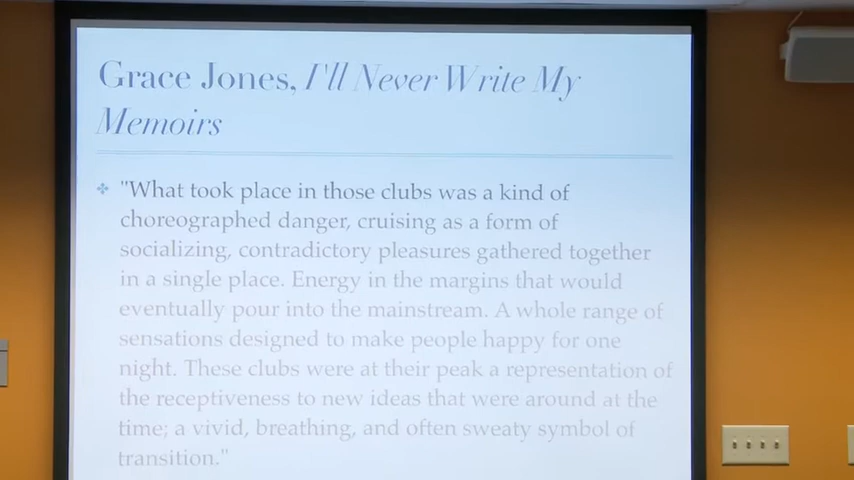 Grace Jones, I'll Never Write My
Memoirs
"What took place in those clubs was a kind of
choreographed danger, cruising as a form of
socializing, contradictory pleasures gathered together
in a single place. Energy in the margins that would
eventually pour into the mainstream. A whole range of
sensations designed to make people happy for one
night. These clubs were at their peak a representation of
the receptiveness to new ideas that were around at the
time; a vivid, breathing, and often sweaty symbol of
transition."